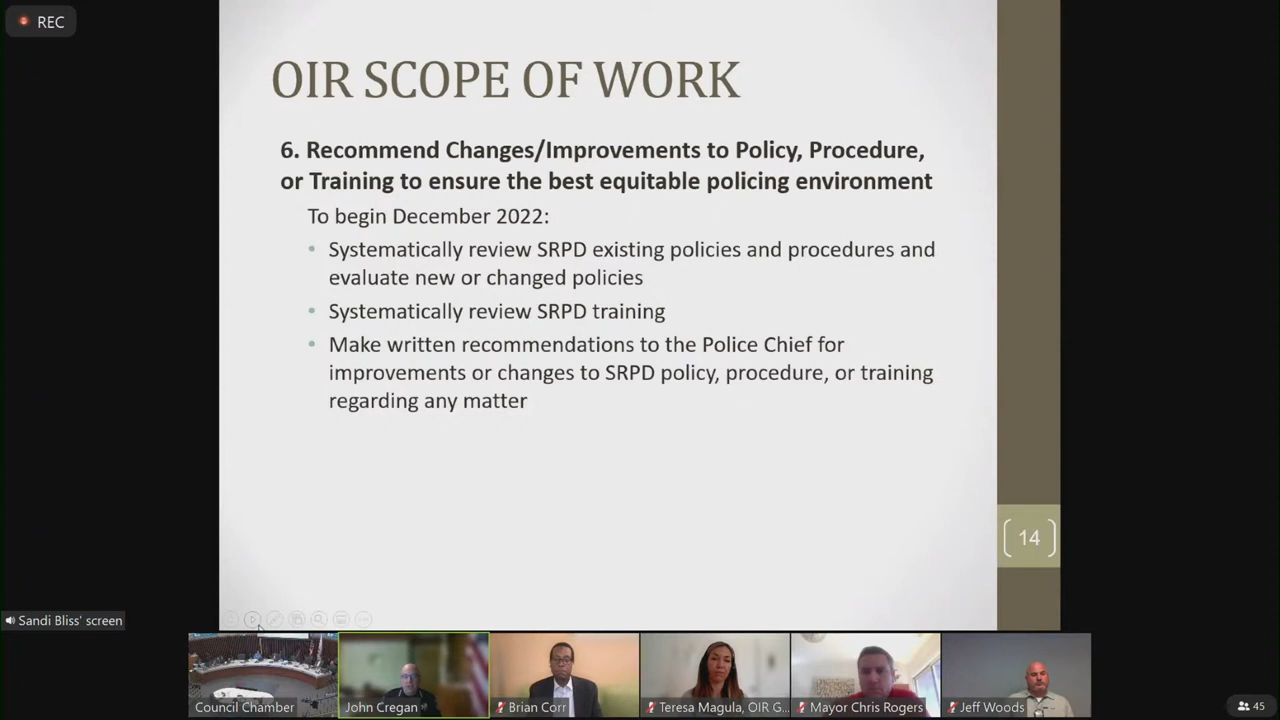 REC
OIR SCOPE OF WORK
6. Recommend Changes/Improvements to Policy, Procedure,
or Training to ensure the best equitable policing environment
To begin December 2022:
• Systematically review SRPD existing policies and procedures and
evaluate new or changed policies
• Systematically review SRPD training
• Make written recommendations to the Police Chief for
improvements or changes to SRPD policy, procedure, or training
regarding any matter
14
Sandi Bliss' screen
Council Chamber
John Cregan
Brian Corr
Teresa Magula, OIR G...
Mayor Chris Rogers
Jeff Woods
45